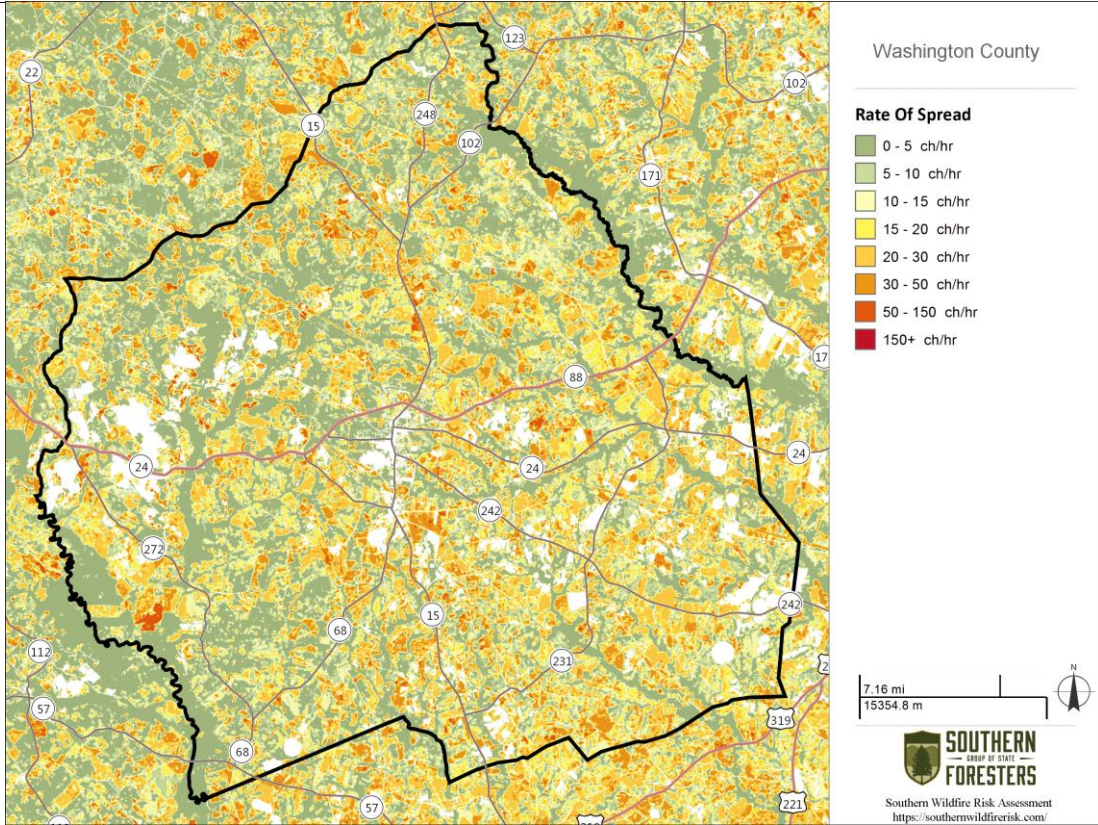 Washington County
Rate Of Spread
0 - 5 ch/hr
5 - 10 ch/hr
10 - 15 ch/hr
15 - 20 ch/hr
20 - 30 ch/hr
30 - 50 ch/hr
50 - 150 ch/hr
150+ ch/hr
123
22
102
248
15
102
171
17
88
24
24
24
242
272
242
15
68
112
231
57
319
68
57
221
N
7.16 mi
15354.8 m
SOUTHERN
GROUP OF STATE
FORESTERS
Southern Wildfire Risk Assessment
https://southernwildfirerisk.com/